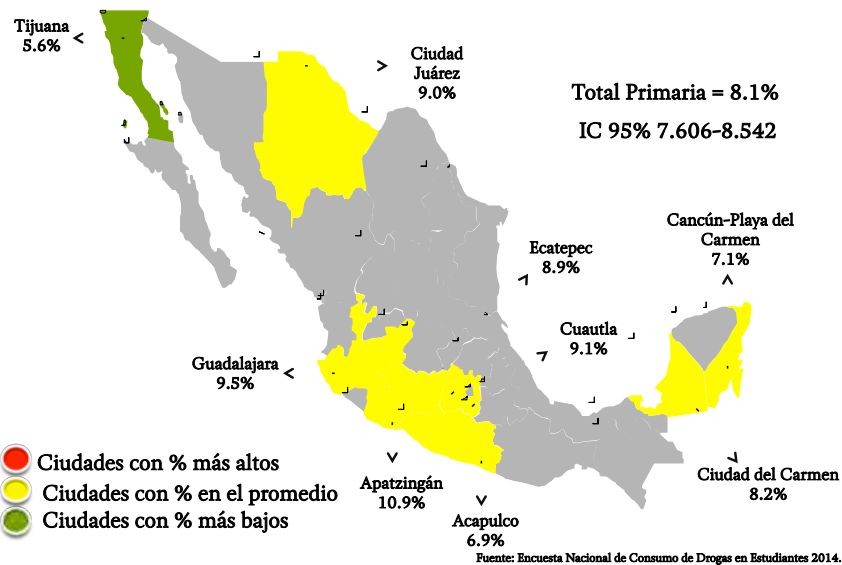 Tijuana
5.6%
Ciudad
Juárez
9.0%
Total Primaria = 8.1%
IC 95% 7.606-8.542
Cancún-Playa del
Carmen
7.1%
Ecatepec
8.9%
Cuautla
9.1%
Guadalajara
9.5%
Ciudades con % más altos
Ciudades con % en el promedio
Ciudades con % más bajos
Apatzingán
10.9%
Acapulco
6.9%
Ciudad del Carmen
8.2%
Fuente: Encuesta Nacional de Consumo de Drogas en Estudiantes 2014.